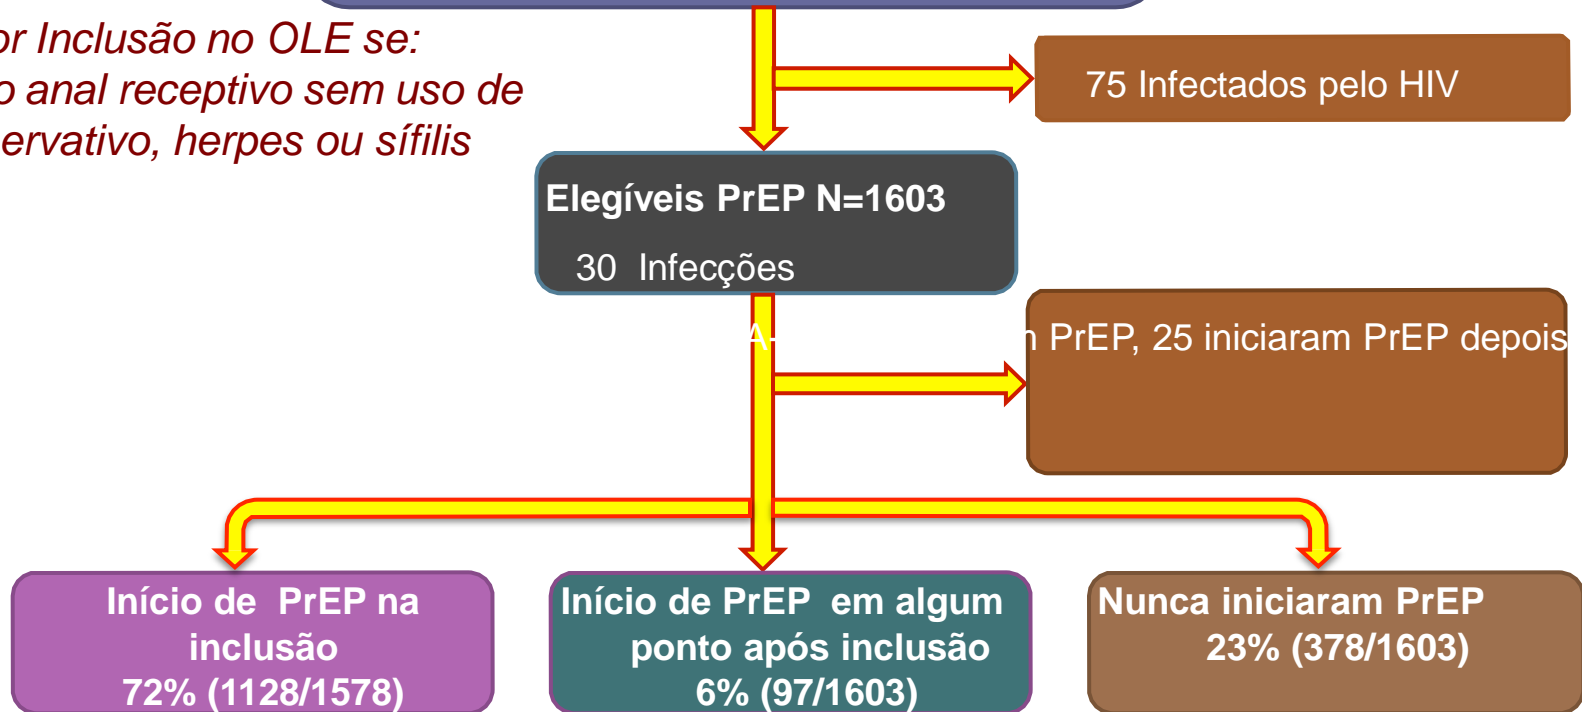 or Inclusão no OLE se:
o anal receptivo sem uso de
ervativo, herpes ou sífilis
75 Infectados pelo HIV
Elegíveis PrEP N=1603
30 Infecções
PrEP, 25 iniciaram PrEP depois
Início de PrEP na
inclusão
72% (1128/1578)
Início de PrEP em algum
ponto após inclusão
6% (97/1603)
Nunca iniciaram PrEP
23% (378/1603)